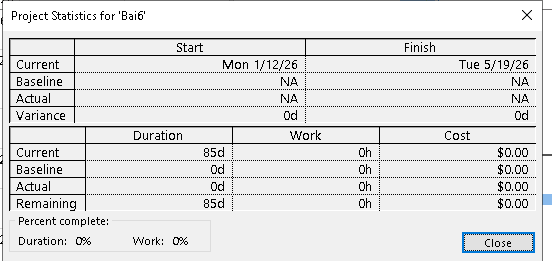 Project Statistics for 'Bai6'
Start Finish
Current Mon 1/12/26 Tue 5/19/26
Baseline NA NA
Actual NA NA
Variance 0d 0d
Duration Work Cost
Current 85d 0h $0.00
Baseline 0d 0h $0.00
Actual 0d 0h $0.00
Remaining 85d 0h $0.00
Percent complete:
Duration: 0% Work: 0% Close